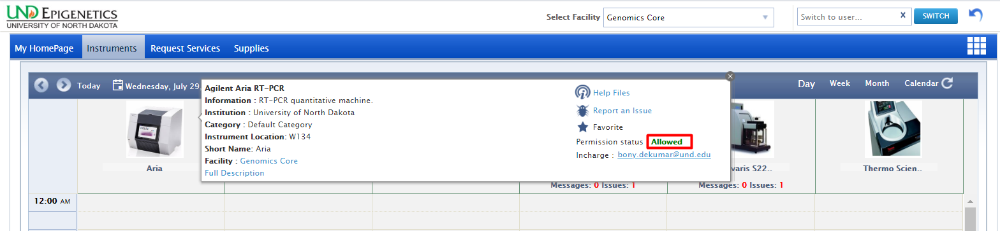 UND EPIGENETICS
UNIVERSITY OF NORTH DAKOTA
Select Facility Genomics Core
Switch to user... x SWITCH
My HomePage Instruments Request Services Supplies
Today Wednesday, July 29,
Day Week Month Calendar
Agilent Aria RT-PCR
Information : RT-PCR quantitative machine.
Institution : University of North Dakota
Category : Default Category
Instrument Location: W134
Short Name: Aria
Facility : Genomics Core
Full Description
Help Files
Report an Issue
Favorite
Permission status Allowed
Incharge : bony.dekumar@und.edu
Aria
varis S22..
Thermo Scien..
Messages: 0 Issues: 1
Messages: 0 Issues: 1
12:00 AM